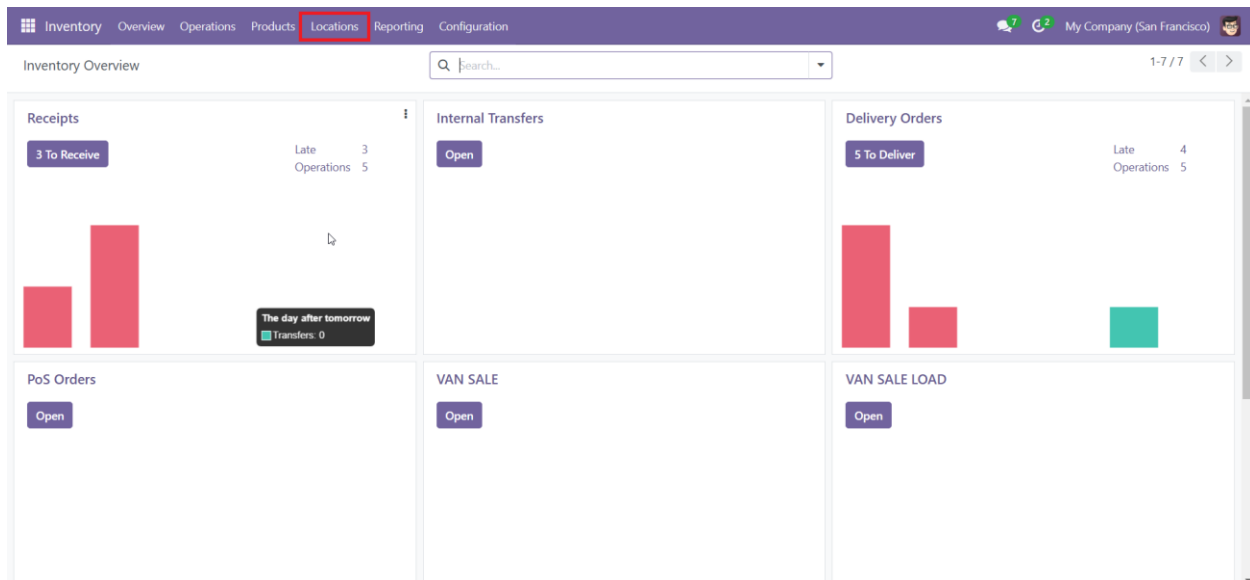 Inventory Overview Operations Products Locations Reporting Configuration 7 2 My Company (San Francisco)
Inventory Overview Search... 1-7 / 7
Receipts
3 To Receive
Late 3
Operations 5
The day after tomorrow
Transfers: 0
Internal Transfers
Open
Delivery Orders
5 To Deliver
Late 4
Operations 5
PoS Orders
Open
VAN SALE
Open
VAN SALE LOAD
Open